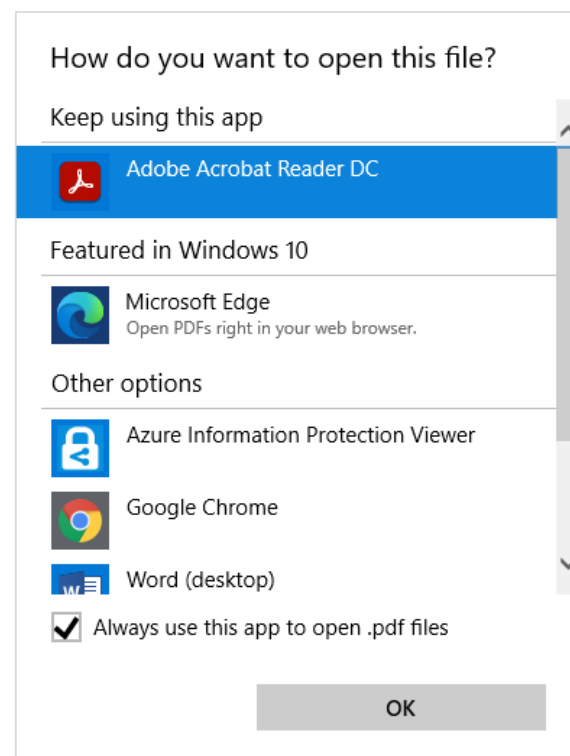 How do you want to open this file?
Keep using this app
Adobe Acrobat Reader DC
Featured in Windows 10
Microsoft Edge
Open PDFs right in your web browser.
Other options
Azure Information Protection Viewer
Google Chrome
Word (desktop)
Always use this app to open .pdf files
OK